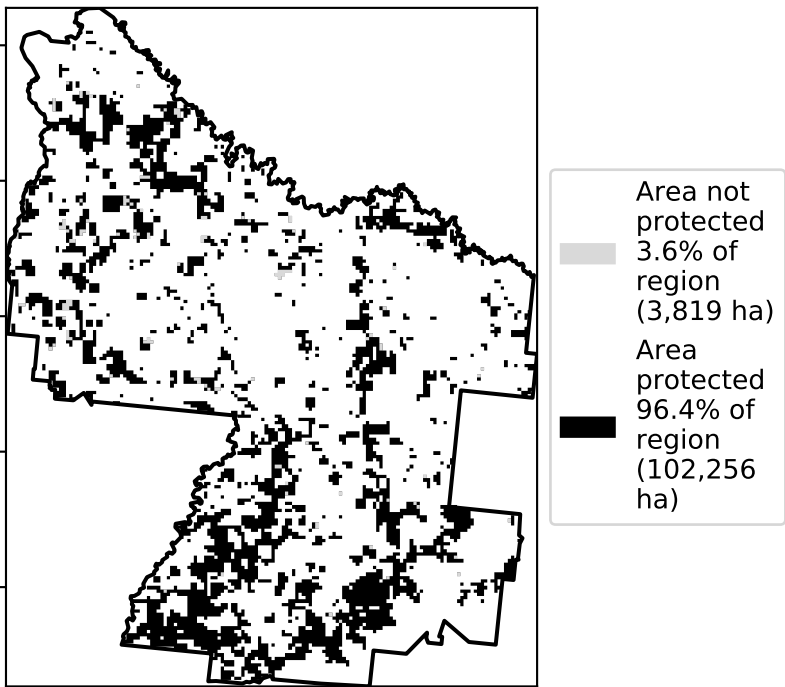 Area not
protected
3.6% of
region
(3,819 ha)
Area
protected
96.4% of
region
(102,256
ha)